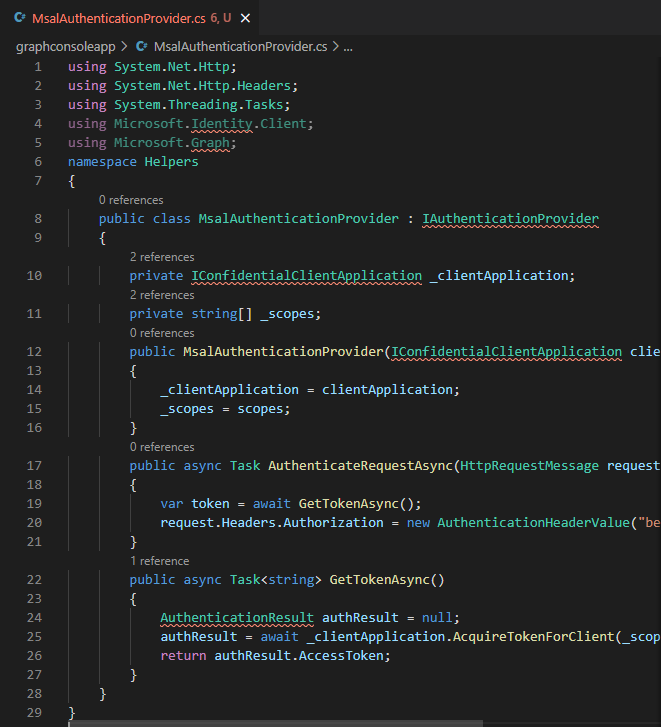 C# MsalAuthenticationProvider.cs 6, U ×
graphconsoleapp > C# MsalAuthenticationProvider.cs > ...
1 using System.Net.Http;
2 using System.Net.Http.Headers;
3 using System.Threading.Tasks;
4 using Microsoft.Identity.Client;
5 using Microsoft.Graph;
6 namespace Helpers
7 {
0 references
8 public class MsalAuthenticationProvider : IAuthenticationProvider
9 {
2 references
10 private IConfidentialClientApplication _clientApplication;
2 references
11 private string[] _scopes;
0 references
12 public MsalAuthenticationProvider(IConfidentialClientApplication clie
13 {
14 _clientApplication = clientApplication;
15 _scopes = scopes;
16 }
0 references
17 public async Task AuthenticateRequestAsync(HttpRequestMessage request
18 {
19 var token = await GetTokenAsync();
20 request.Headers.Authorization = new AuthenticationHeaderValue("be
21 }
1 reference
22 public async Task<string> GetTokenAsync()
23 {
24 AuthenticationResult authResult = null;
25 authResult = await _clientApplication.AcquireTokenForClient(_scop
26 return authResult.AccessToken;
27 }
28 }
29 }